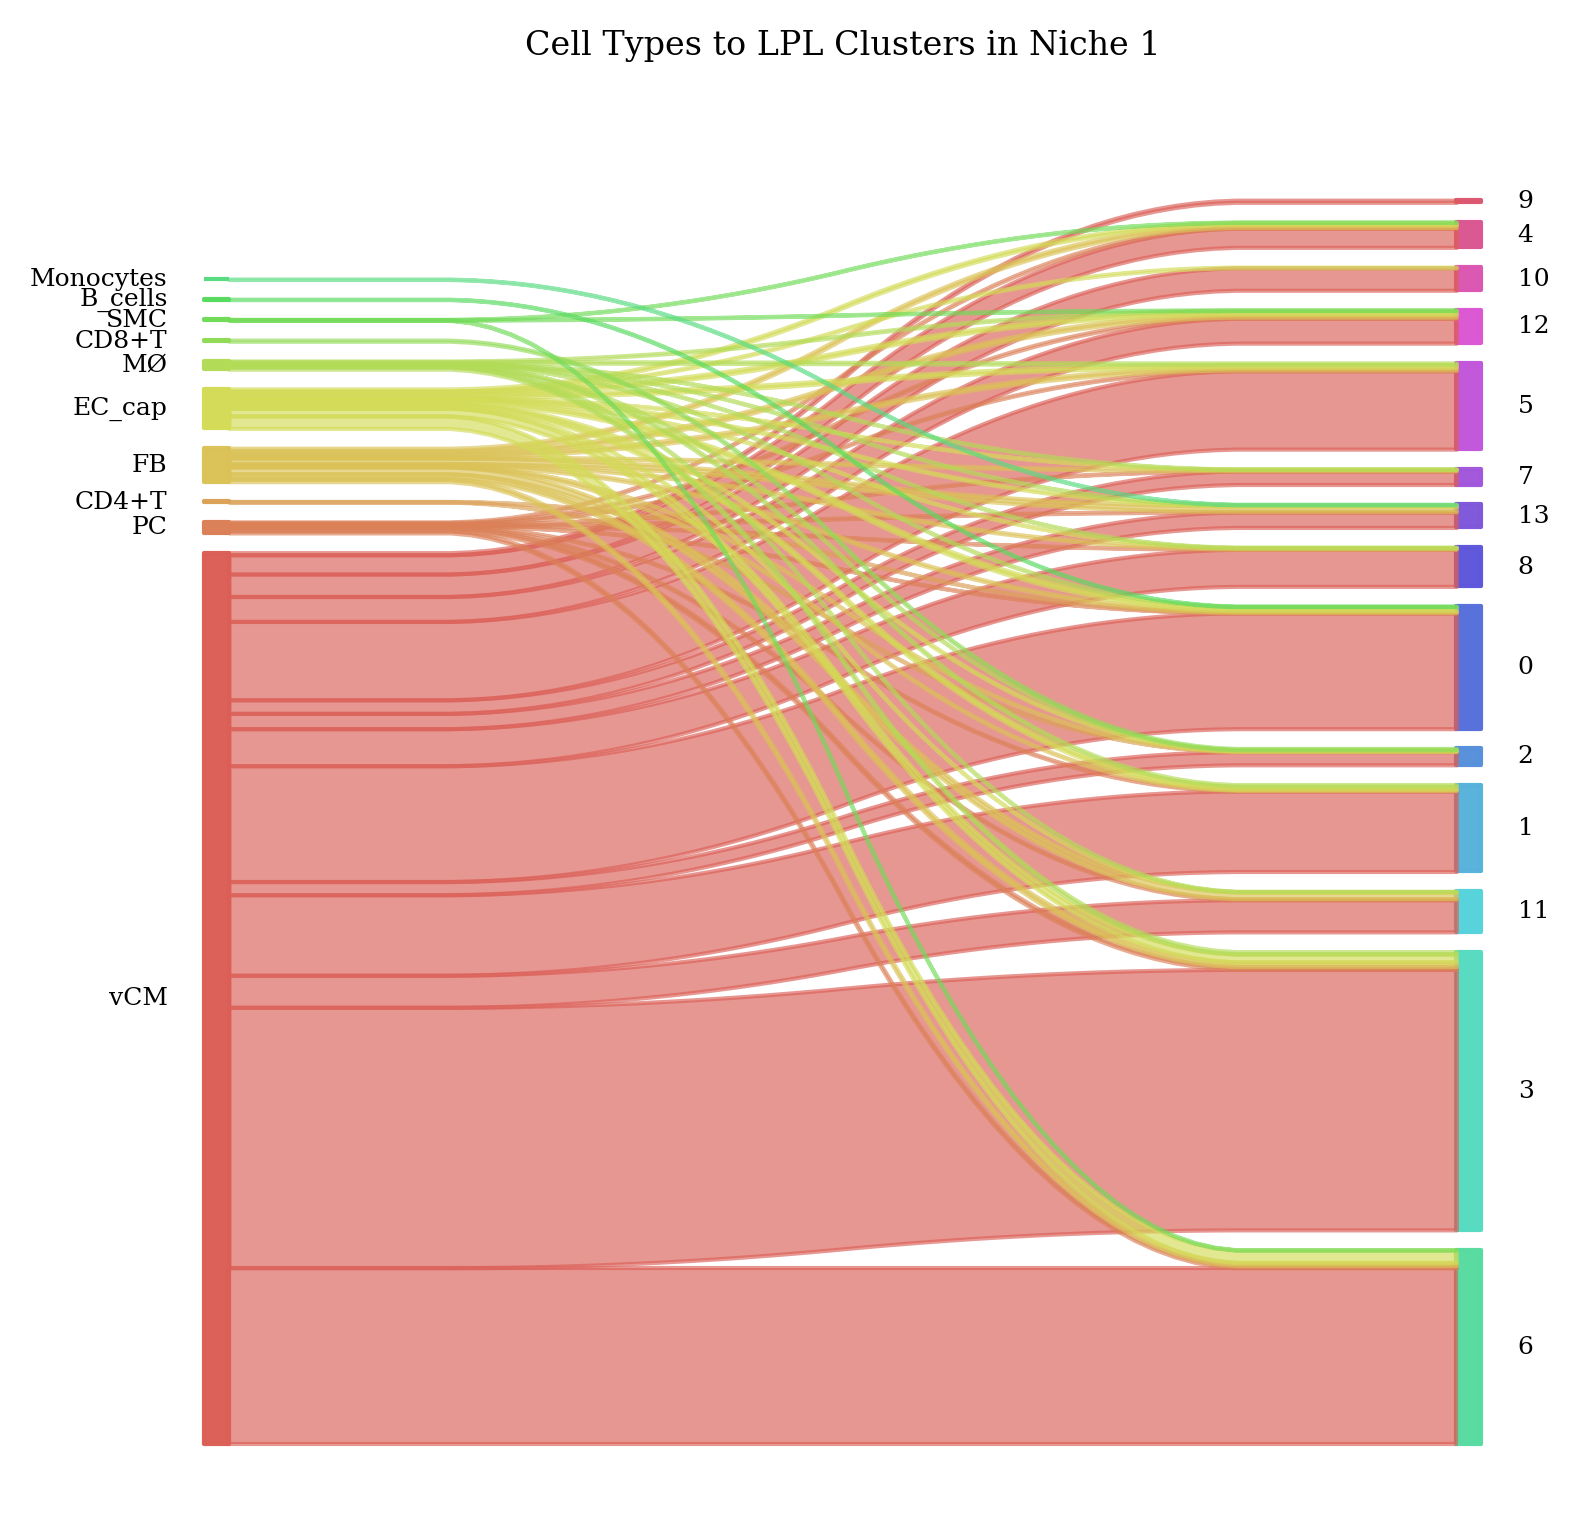 Cell Types to LPL Clusters in Niche 1
Monocytes
B_cells
SMC
CD8+T
MØ
EC_cap
FB
CD4+T
PC
vCM
9
4
10
12
5
7
13
8
0
2
1
11
3
6